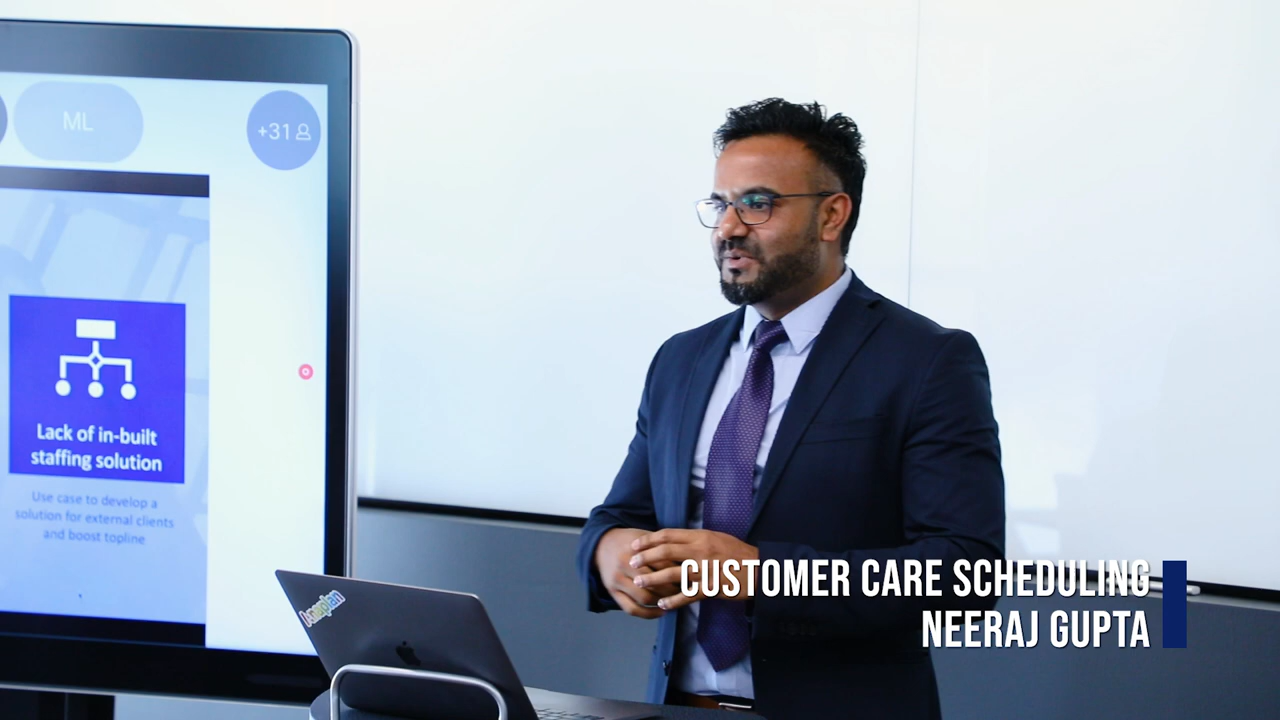 ML
+31
Lack of in-built
staffing solution
Use case to develop a
solution for external clients
and boost topline
Anaplan
CUSTOMER CARE SCHEDULING
NEERAJ GUPTA